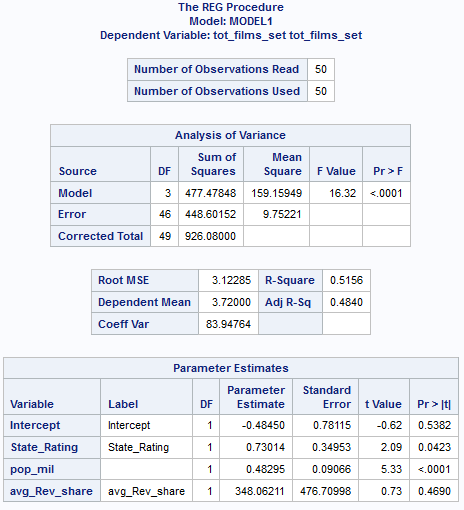 The REG Procedure
Model: MODEL1
Dependent Variable: tot_films_set tot_films_set
Number of Observations Read 50
Number of Observations Used 50
Analysis of Variance
Source DF Sum of Squares Mean Square F Value Pr > F
Model 3 477.47848 159.15949 16.32 <.0001
Error 46 448.60152 9.75221
Corrected Total 49 926.08000
Root MSE 3.12285 R-Square 0.5156
Dependent Mean 3.72000 Adj R-Sq 0.4840
Coeff Var 83.94764
Parameter Estimates
Variable Label DF Parameter Estimate Standard Error t Value Pr > |t|
Intercept Intercept 1 -0.48450 0.78115 -0.62 0.5382
State_Rating State_Rating 1 0.73014 0.34953 2.09 0.0423
pop_mil 1 0.48295 0.09066 5.33 <.0001
avg_Rev_share avg_Rev_share 1 348.06211 476.70998 0.73 0.4690